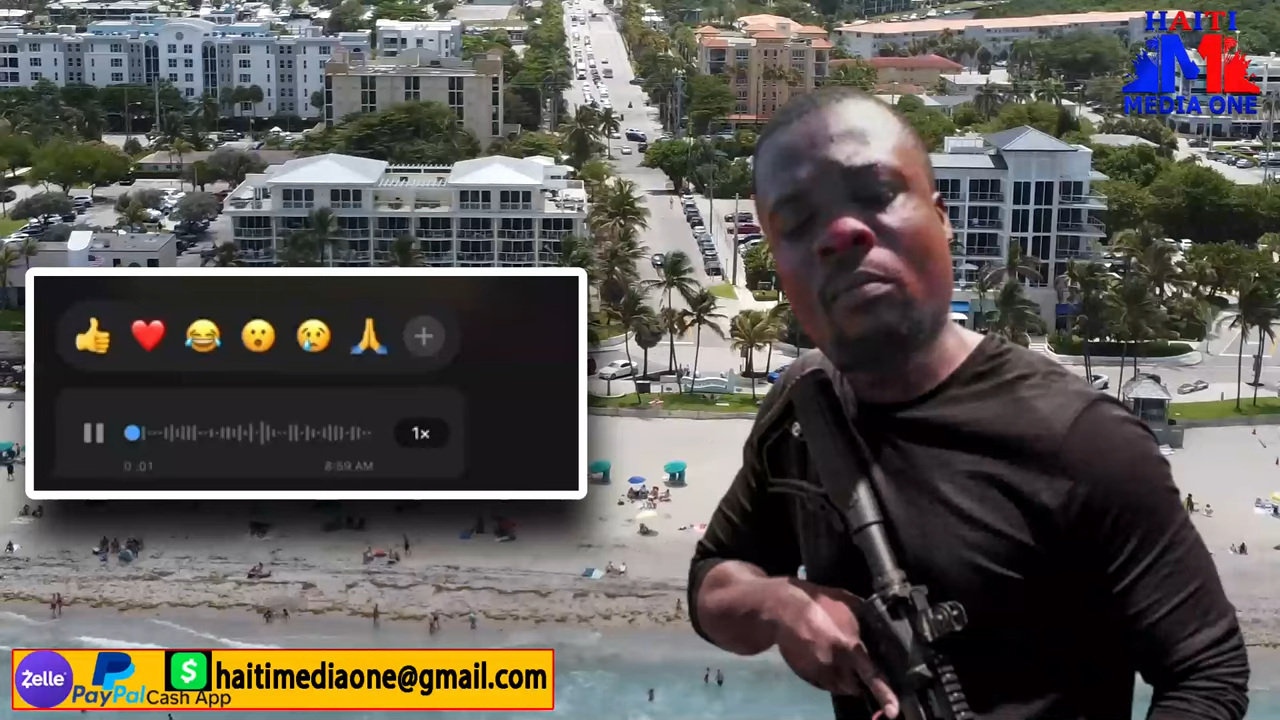 HAITI
MEDIA ONE
1x
0:01
8:59 AM
Zelle
PayPal
Cash App
haitimediaone@gmail.com